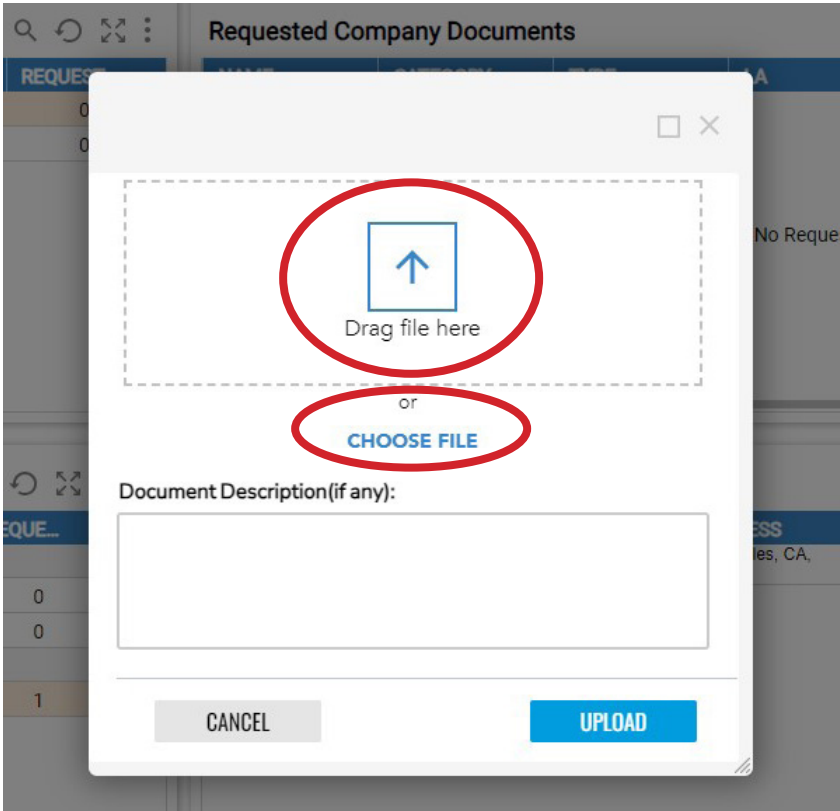 Requested Company Documents
REQUEST
NAME CATEGORY TYPE LA
0
0
No Reque
Drag file here
or
CHOOSE FILE
Document Description(if any):
EQUE...
ESS
les, CA,
0
0
1
CANCEL
UPLOAD